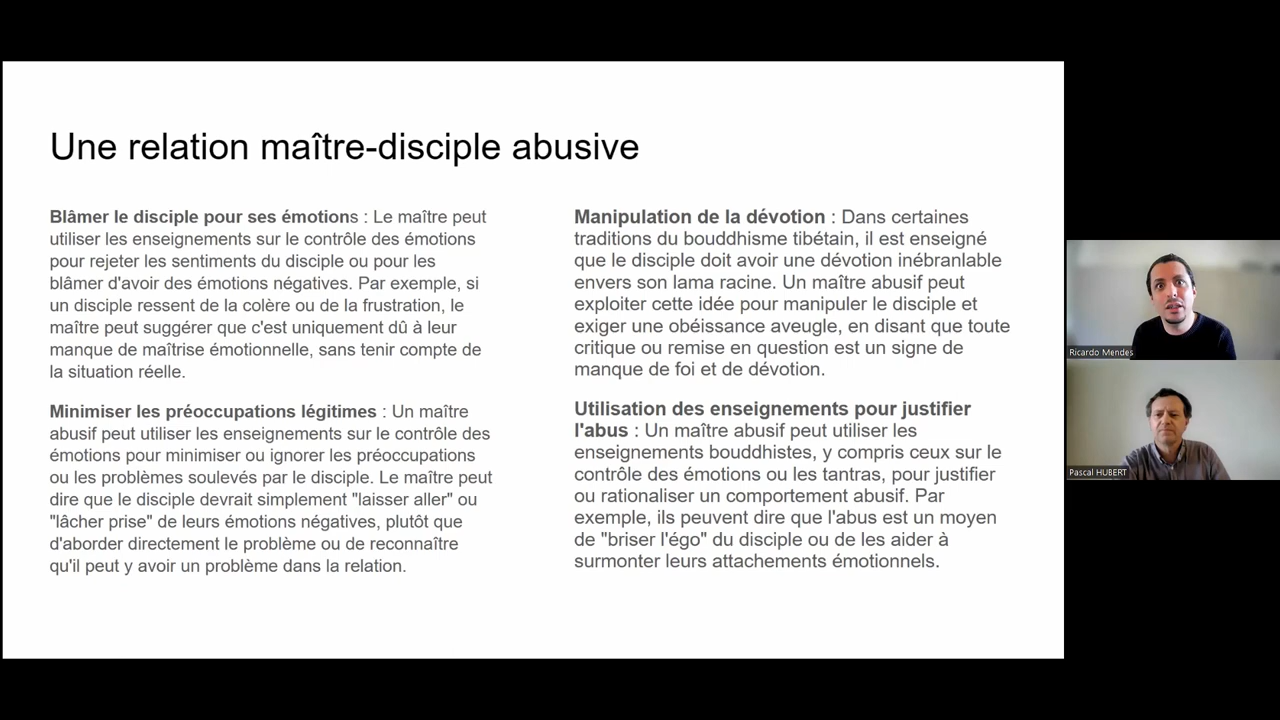 Une relation maître-disciple abusive
Blâmer le disciple pour ses émotions : Le maître peut
utiliser les enseignements sur le contrôle des émotions
pour rejeter les sentiments du disciple ou pour les
blâmer d'avoir des émotions négatives. Par exemple, si
un disciple ressent de la colère ou de la frustration, le
maître peut suggérer que c'est uniquement dû à leur
manque de maîtrise émotionnelle, sans tenir compte de
la situation réelle.
Minimiser les préoccupations légitimes : Un maître
abusif peut utiliser les enseignements sur le contrôle des
émotions pour minimiser ou ignorer les préoccupations
ou les problèmes soulevés par le disciple. Le maître peut
dire que le disciple devrait simplement "laisser aller" ou
"lâcher prise" de leurs émotions négatives, plutôt que
d'aborder directement le problème ou de reconnaître
qu'il peut y avoir un problème dans la relation.
Manipulation de la dévotion : Dans certaines
traditions du bouddhisme tibétain, il est enseigné
que le disciple doit avoir une dévotion inébranlable
envers son lama racine. Un maître abusif peut
exploiter cette idée pour manipuler le disciple et
exiger une obéissance aveugle, en disant que toute
critique ou remise en question est un signe de
manque de foi et de dévotion.
Utilisation des enseignements pour justifier
l'abus : Un maître abusif peut utiliser les
enseignements bouddhistes, y compris ceux sur le
contrôle des émotions ou les tantras, pour justifier
ou rationaliser un comportement abusif. Par
exemple, ils peuvent dire que l'abus est un moyen
de "briser l'égo" du disciple ou de les aider à
surmonter leurs attachements émotionnels.
Ricardo Mendes
Pascal HUBERT